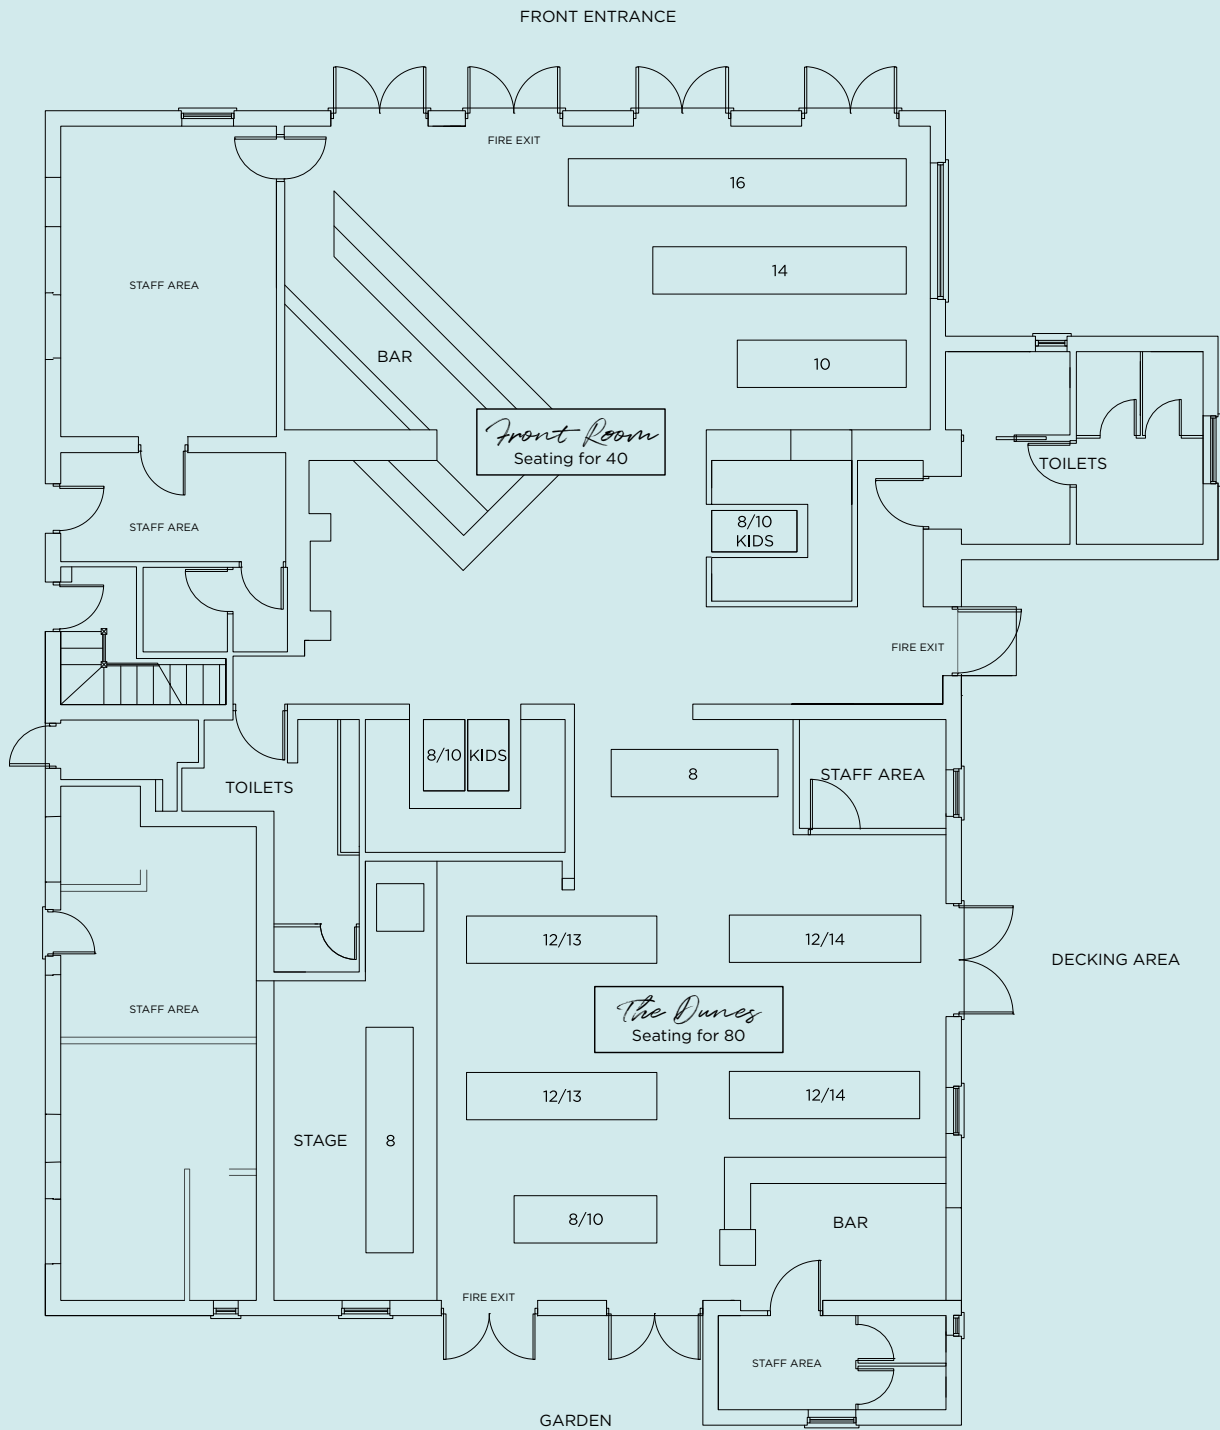 FRONT ENTRANCE
FIRE EXIT
16
STAFF AREA
14
BAR
10
Front Room
Seating for 40
TOILETS
STAFF AREA
8/10
KIDS
FIRE EXIT
8/10 KIDS
8
STAFF AREA
TOILETS
12/13
12/14
DECKING AREA
STAFF AREA
The Dunes
Seating for 80
12/13
12/14
STAGE
8
8/10
BAR
FIRE EXIT
STAFF AREA
GARDEN